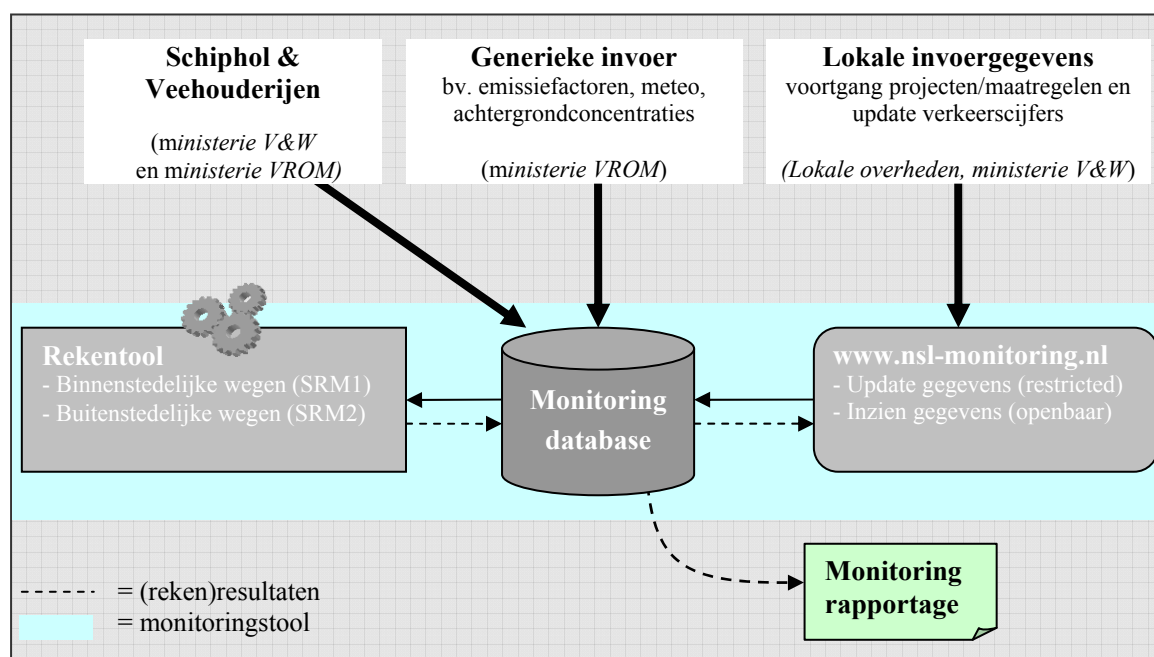 Schiphol &
Veehouderijen
(ministerie V&W
en ministerie VROM)
Generieke invoer
bv. emissiefactoren, meteo,
achtergrondconcentraties
(ministerie VROM)
Lokale invoergegevens
voortgang projecten/maatregelen en
update verkeerscijfers
(Lokale overheden, ministerie V&W)
Rekentool
- Binnenstedelijke wegen (SRM1)
- Buitenstedelijke wegen (SRM2)
Monitoring
database
www.nsl-monitoring.nl
- Update gegevens (restricted)
- Inzien gegevens (openbaar)
Monitoring
rapportage
= (reken)resultaten
= monitoringstool